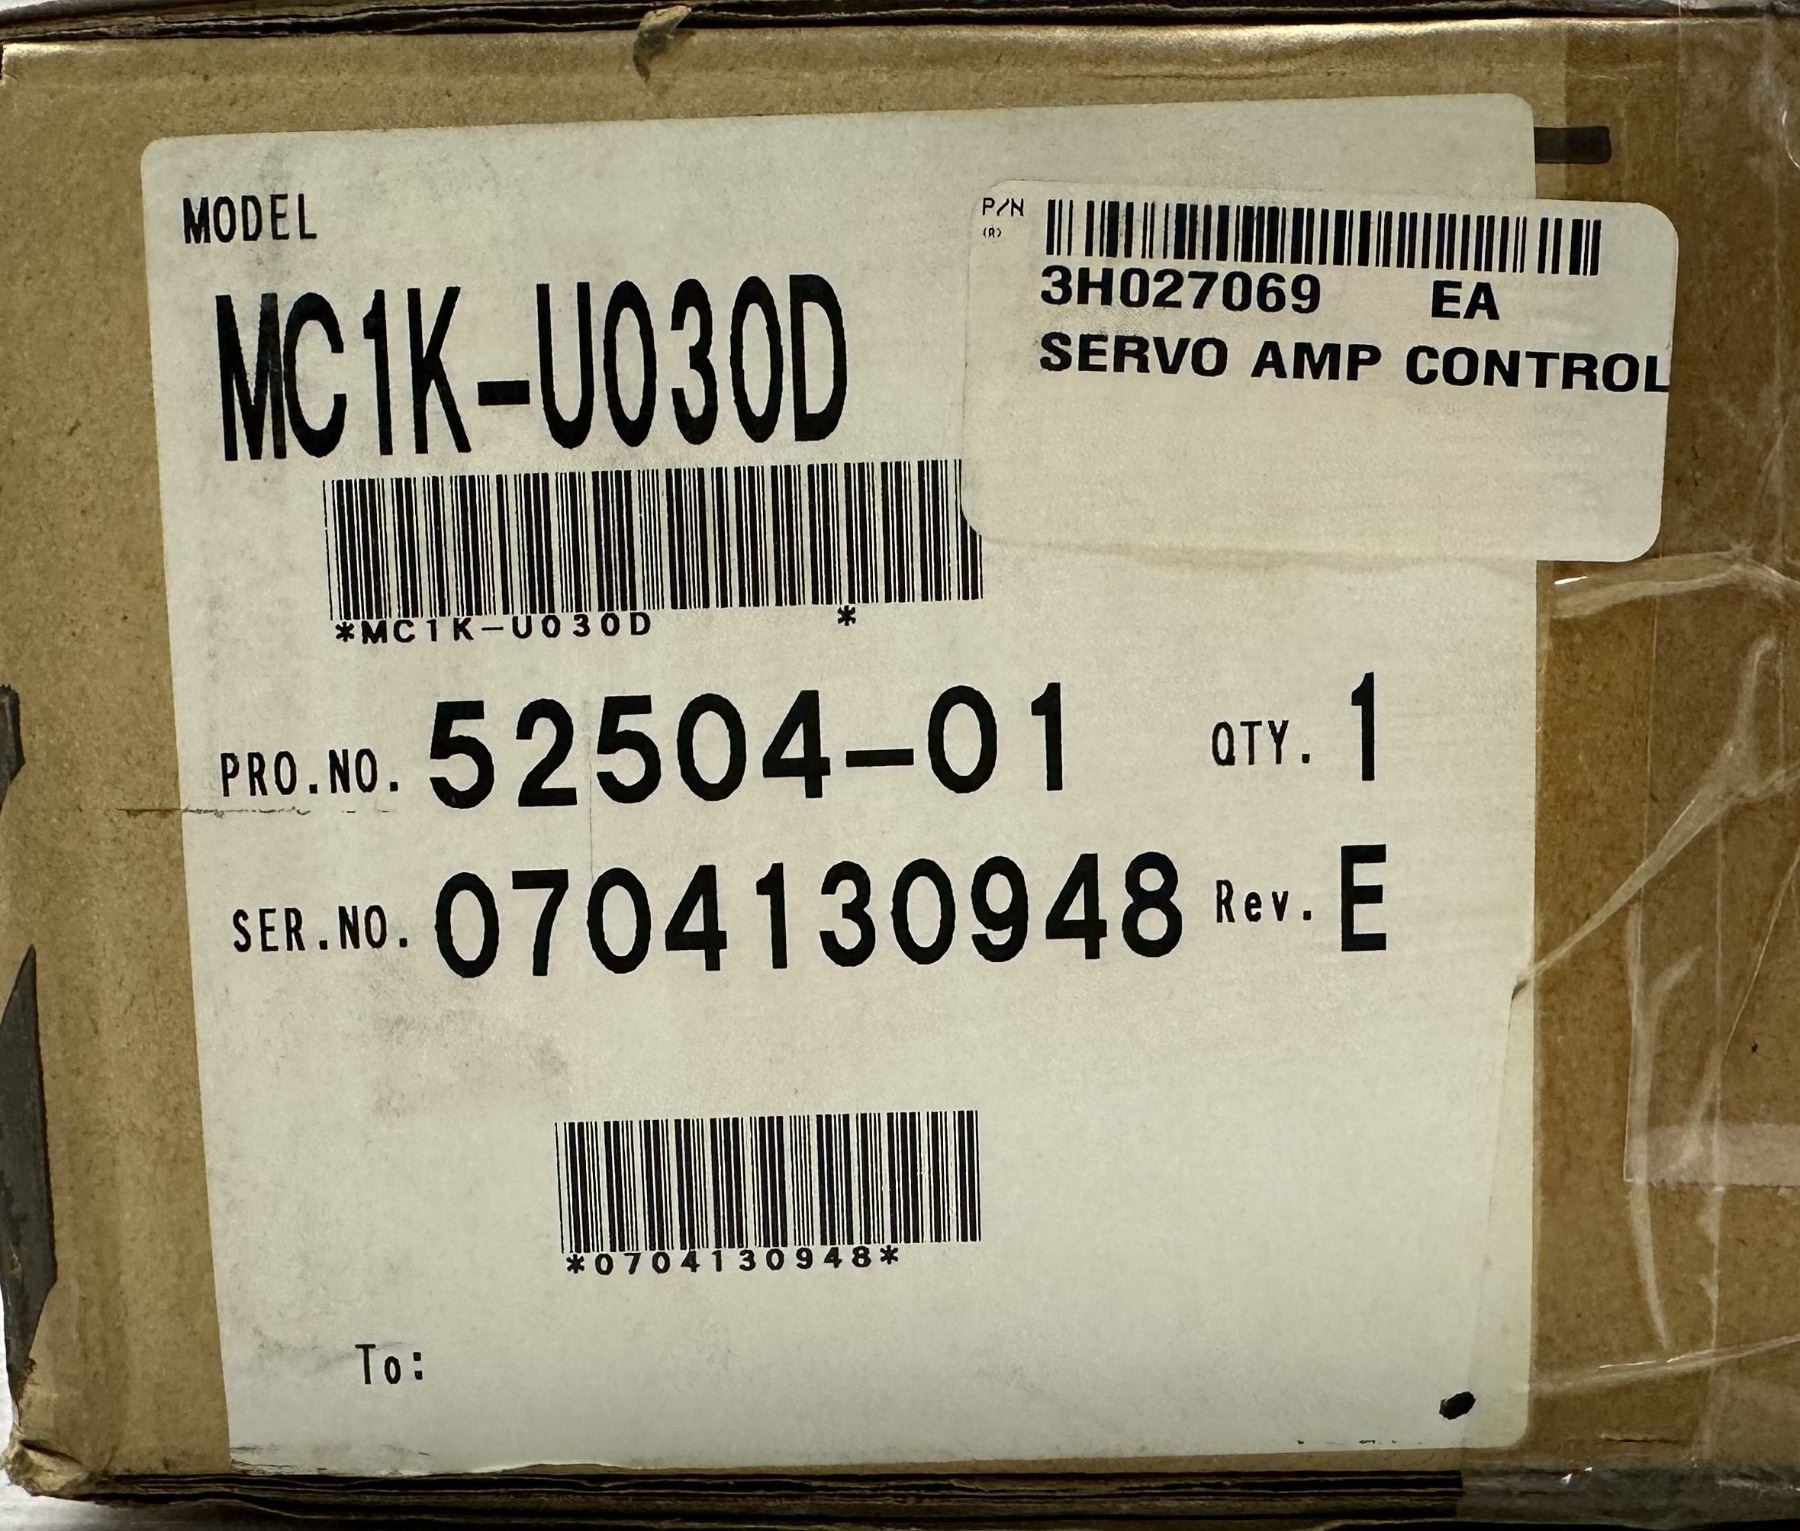 MODEL
MC1K-U030D
*MC1K-U030D *
P/N
(R)
3H027069 EA
SERVO AMP CONTROL
PRO.NO. 52504-01 QTY. 1
SER.NO. 0704130948 Rev. E
*0704130948*
To: